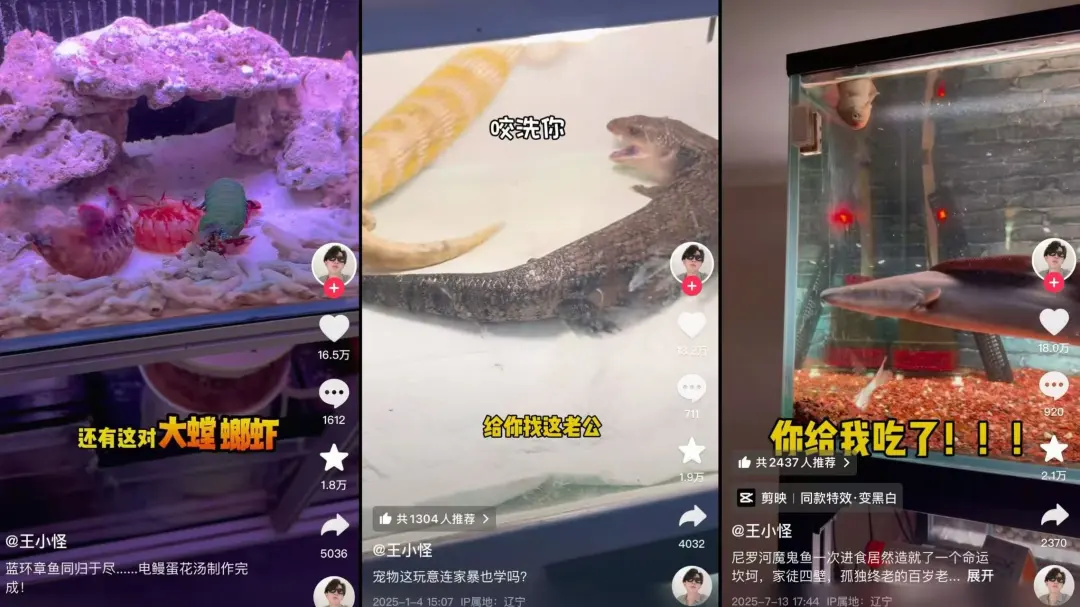 还有这对大螳螂虾
16.5万
1612
1.8万
5036
@王小怪
蓝环章鱼同归于尽……电鳗蛋花汤制作完
成！
咬洗你
给你找这老公
13.2万
711
1.9万
4032
共1304人推荐
@王小怪
宠物这玩意连家暴也学吗？
2025-1-4 15:07 IP属地：辽宁
你给我吃了！！！
18.0万
920
2.1万
2370
共2437人推荐
剪映｜同款特效·变黑白
@王小怪
尼罗河魔鬼鱼一次进食居然造就了一个命运
坎坷，家徒四壁，孤独终老的百岁老... 展开
2025-7-13 17:44 IP属地：辽宁